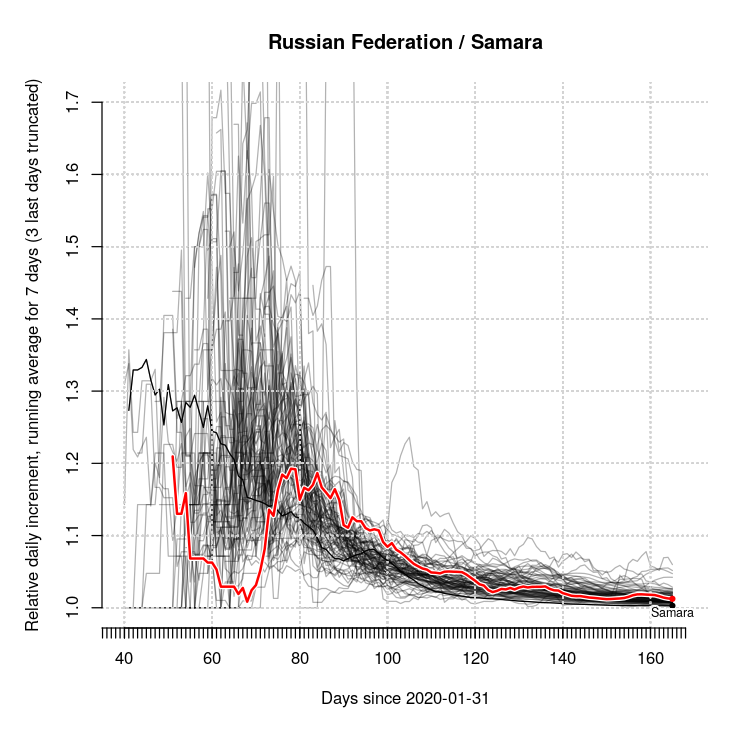 Russian Federation / Samara
Relative daily increment, running average for 7 days (3 last days truncated)
1.7
1.6
1.5
1.4
1.3
1.2
1.1
1.0
Samara
40 60 80 100 120 140 160
Days since 2020-01-31